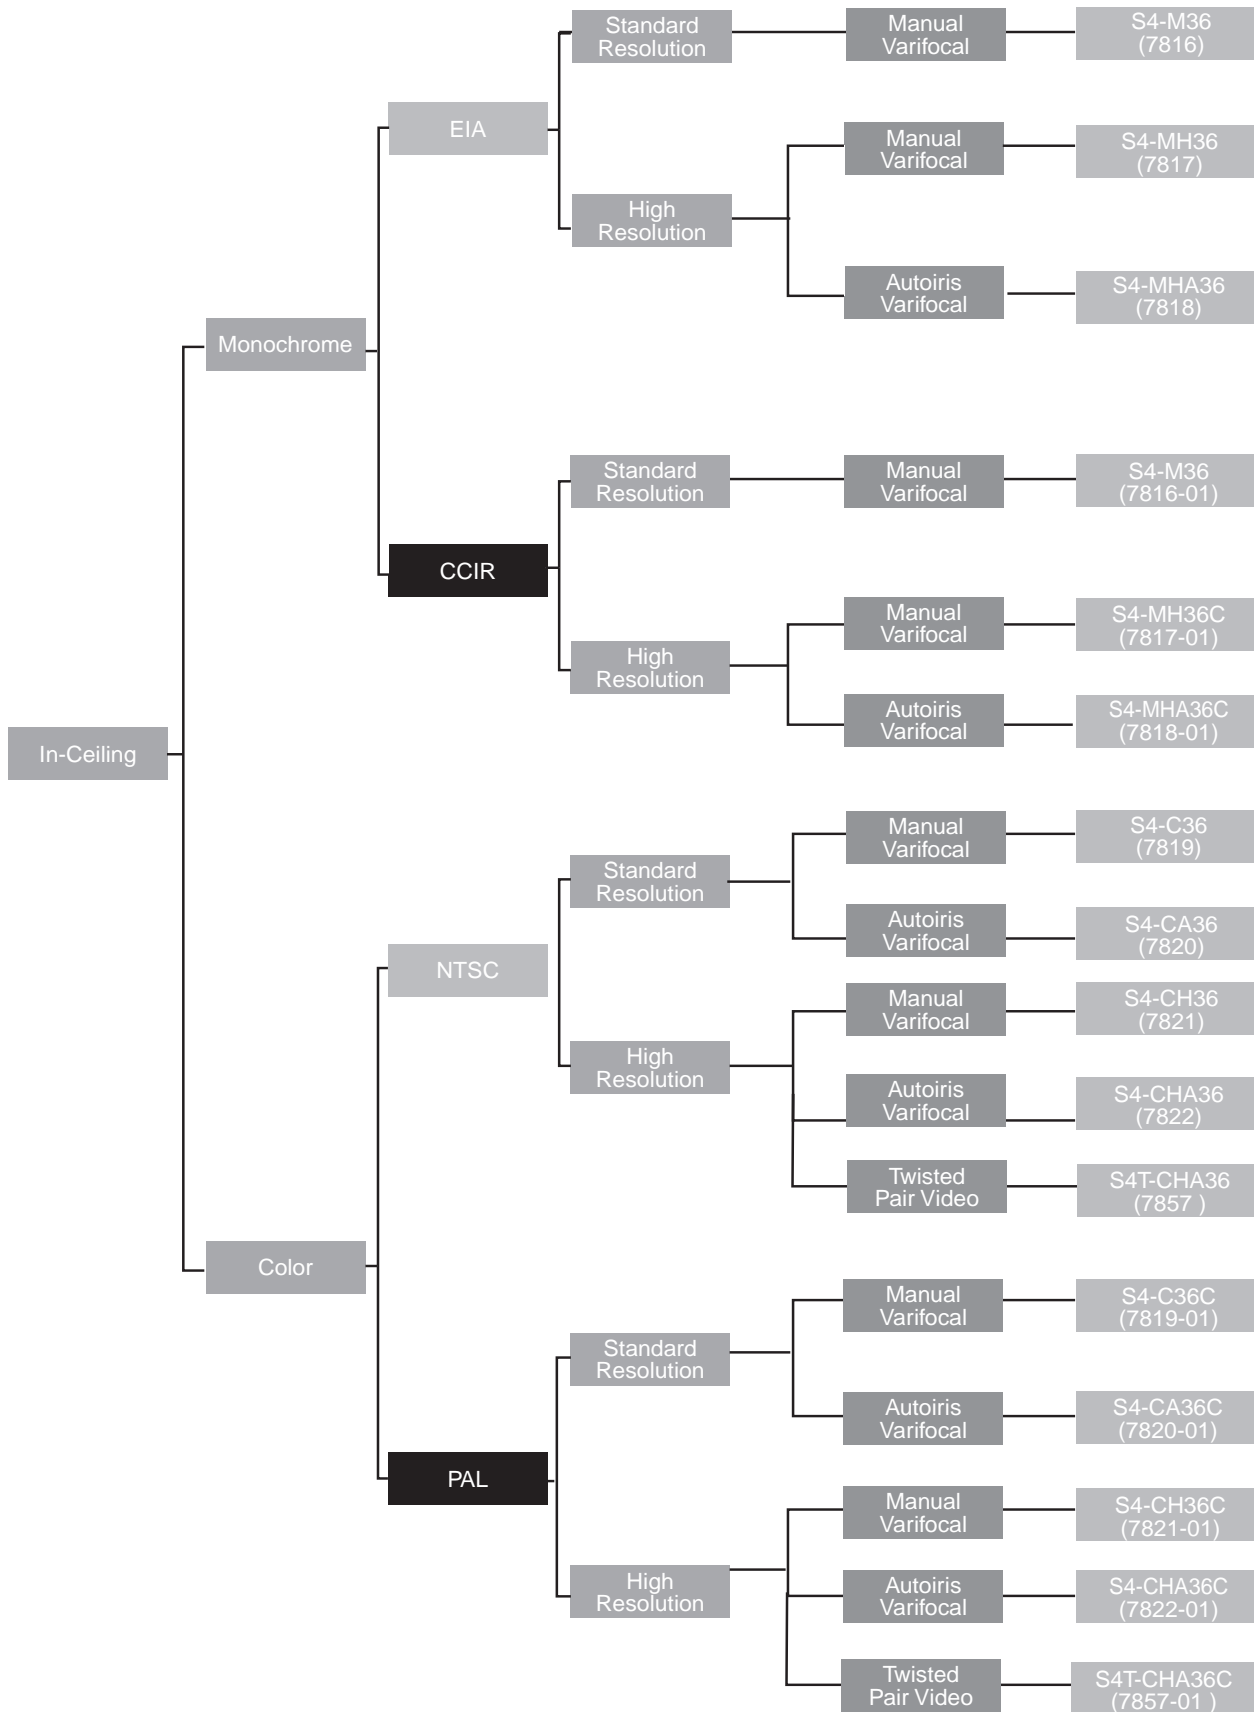 Standard
Resolution
Manual
Varifocal
S4-M36
(7816)
EIA
Manual
Varifocal
S4-MH36
(7817)
High
Resolution
Autoiris
Varifocal
S4-MHA36
(7818)
Monochrome
Standard
Resolution
Manual
Varifocal
S4-M36
(7816-01)
CCIR
Manual
Varifocal
S4-MH36C
(7817-01)
High
Resolution
Autoiris
Varifocal
S4-MHA36C
(7818-01)
In-Ceiling
Manual
Varifocal
S4-C36
(7819)
Standard
Resolution
Autoiris
Varifocal
S4-CA36
(7820)
NTSC
Manual
Varifocal
S4-CH36
(7821)
High
Resolution
Autoiris
Varifocal
S4-CHA36
(7822)
Twisted
Pair Video
S4T-CHA36
(7857 )
Color
Manual
Varifocal
S4-C36C
(7819-01)
Standard
Resolution
Autoiris
Varifocal
S4-CA36C
(7820-01)
PAL
Manual
Varifocal
S4-CH36C
(7821-01)
High
Resolution
Autoiris
Varifocal
S4-CHA36C
(7822-01)
Twisted
Pair Video
S4T-CHA36C
(7857-01 )